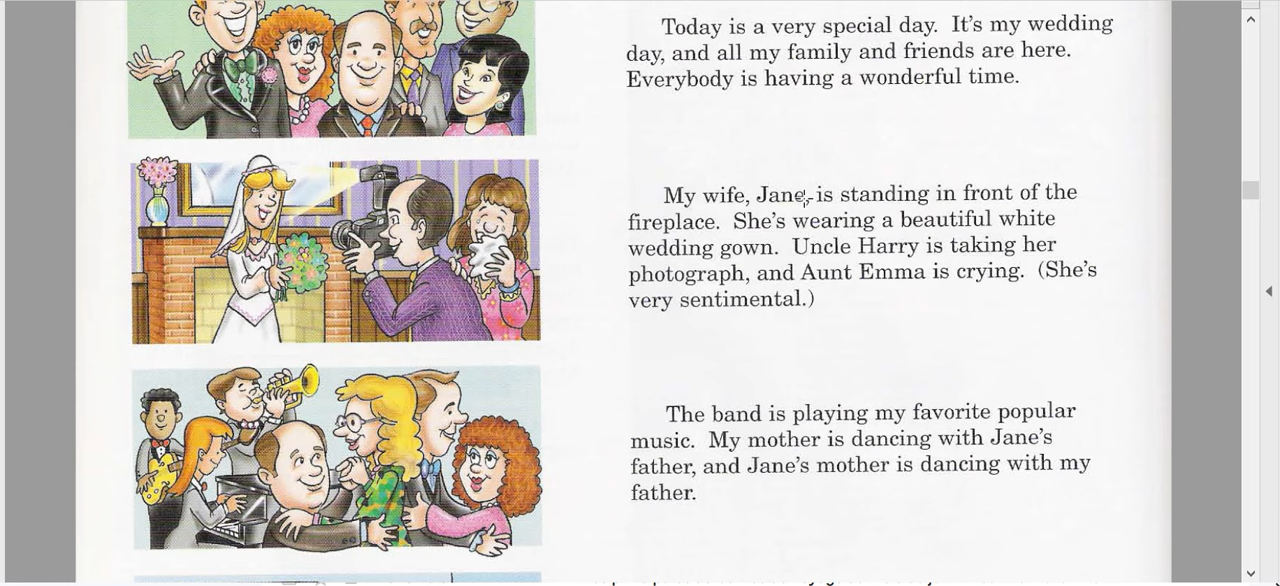 Today is a very special day. It's my wedding
day, and all my family and friends are here.
Everybody is having a wonderful time.
My wife, Jane, is standing in front of the
fireplace. She's wearing a beautiful white
wedding gown. Uncle Harry is taking her
photograph, and Aunt Emma is crying. (She's
very sentimental.)
The band is playing my favorite popular
music. My mother is dancing with Jane's
father, and Jane's mother is dancing with my
father.